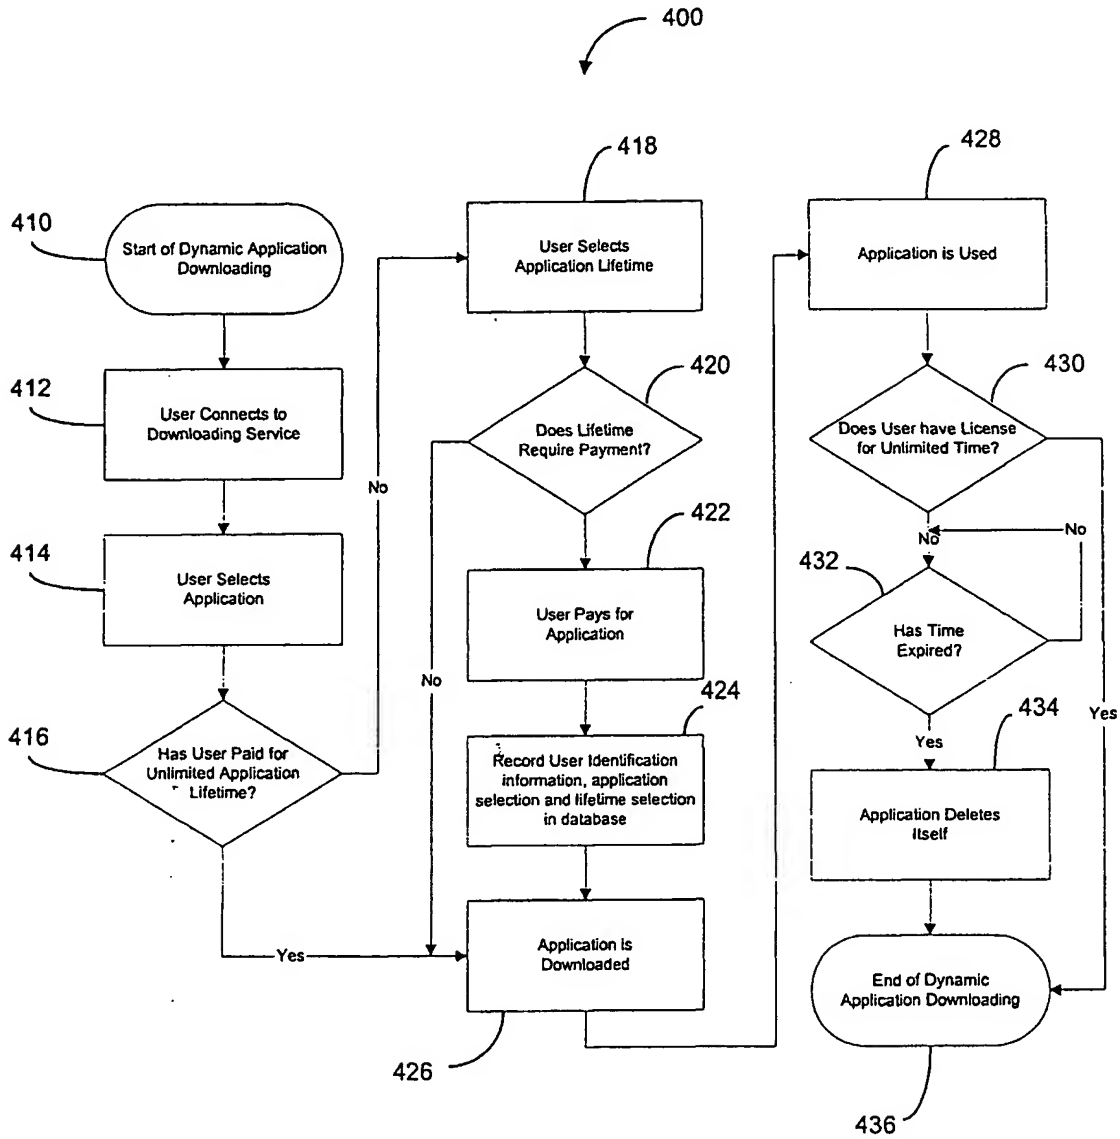 400
410
Start of Dynamic Application
Downloading
412
User Connects to
Downloading Service
414
User Selects
Application
416
Has User Paid for
Unlimited Application
Lifetime?
No
Yes
418
User Selects
Application Lifetime
420
Does Lifetime
Require Payment?
No
422
User Pays for
Application
424
Record User Identification
information, application
selection and lifetime selection
in database
Application is
Downloaded
426
428
Application is Used
430
Does User have License
for Unlimited Time?
No
No
Yes
432
Has Time
Expired?
Yes
434
Application Deletes
Itself
End of Dynamic
Application Downloading
436